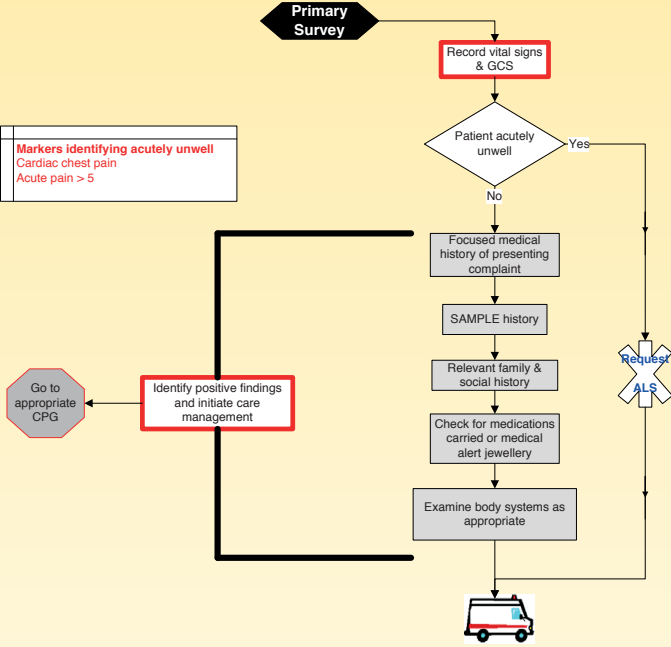 Primary
Survey
Record vital signs
& GCS
Patient acutely
unwell
Yes
No
Markers identifying acutely unwell
Cardiac chest pain
Acute pain > 5
Focused medical
history of presenting
complaint
SAMPLE history
Relevant family &
social history
Check for medications
carried or medical
alert jewellery
Examine body systems as
appropriate
Request
ALS
Identify positive findings
and initiate care
management
Go to
appropriate
CPG